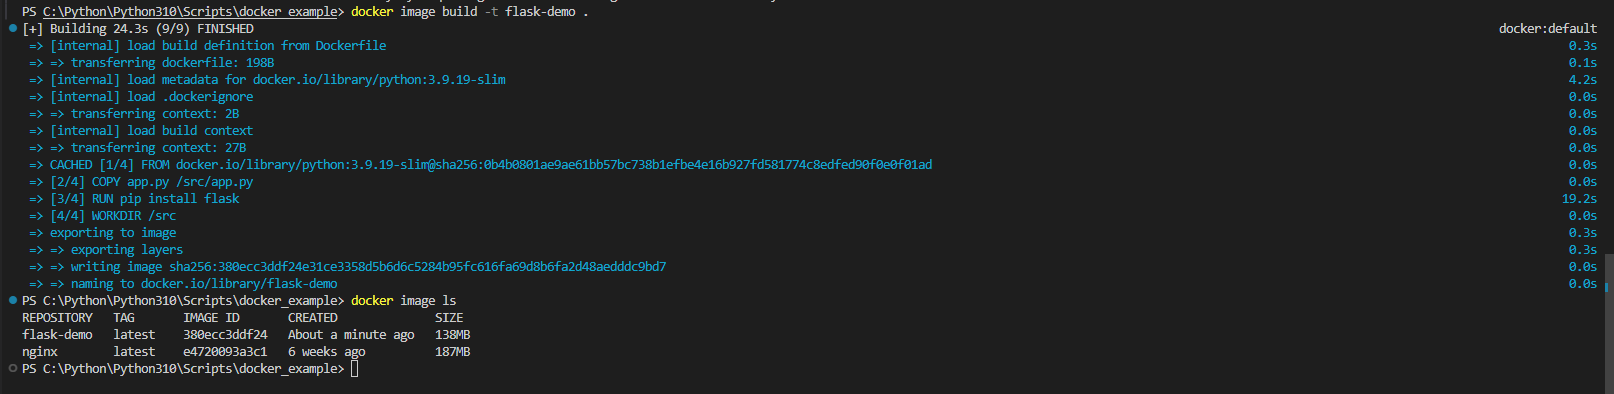 PS C:\Python\Python310\Scripts\docker_example> docker image build -t flask-demo .
[+] Building 24.3s (9/9) FINISHED docker:default
=> [internal] load build definition from Dockerfile 0.3s
=> => transferring dockerfile: 198B 0.1s
=> [internal] load metadata for docker.io/library/python:3.9.19-slim 4.2s
=> [internal] load .dockerignore 0.0s
=> => transferring context: 2B 0.0s
=> [internal] load build context 0.0s
=> => transferring context: 27B 0.0s
=> CACHED [1/4] FROM docker.io/library/python:3.9.19-slim@sha256:0b4b0801ae9ae61bb57bc738b1efbe4e16b927fd581774c8edfed90f0e0f01ad 0.0s
=> [2/4] COPY app.py /src/app.py 0.0s
=> [3/4] RUN pip install flask 19.2s
=> [4/4] WORKDIR /src 0.0s
=> exporting to image 0.3s
=> => exporting layers 0.3s
=> => writing image sha256:380ecc3ddf24e31ce3358d5b6d6c5284b95fc616fa69d8b6fa2d48aedddc9bd7 0.0s
=> => naming to docker.io/library/flask-demo 0.0s
PS C:\Python\Python310\Scripts\docker_example> docker image ls
REPOSITORY TAG IMAGE ID CREATED SIZE
flask-demo latest 380ecc3ddf24 About a minute ago 138MB
nginx latest e4720093a3c1 6 weeks ago 187MB
PS C:\Python\Python310\Scripts\docker_example>